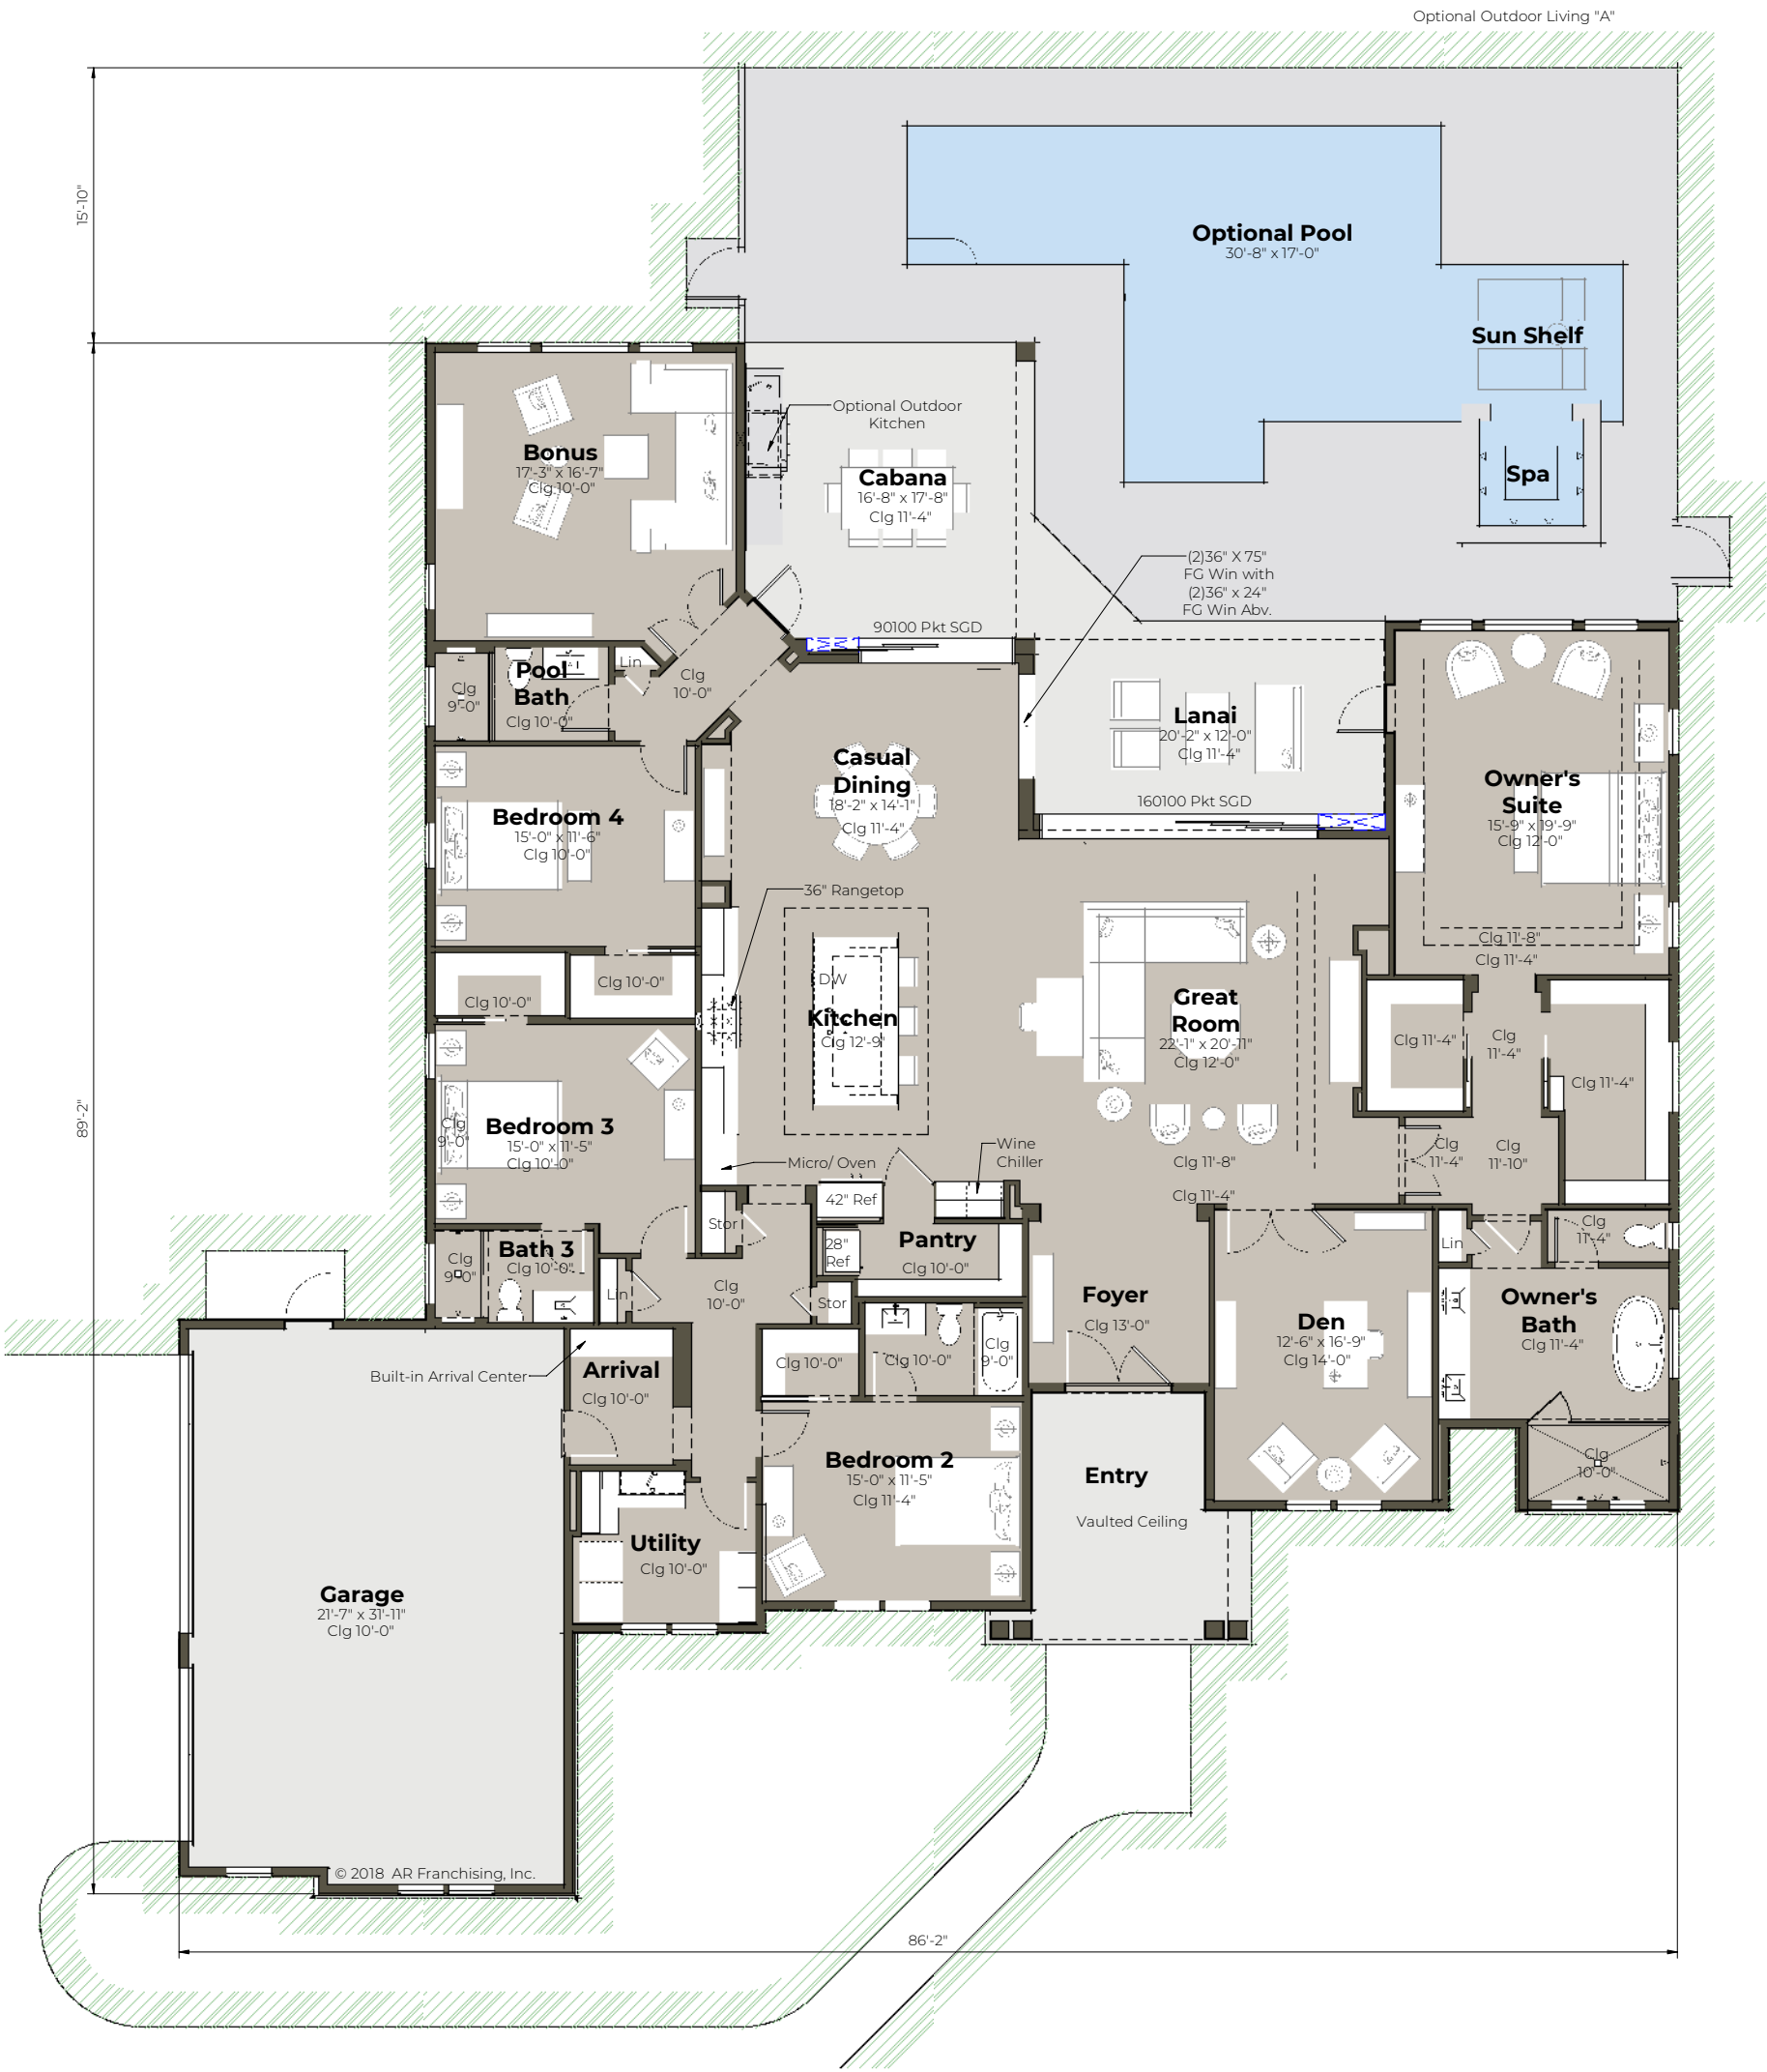 Optional Outdoor Living "A"
15'-10"
Optional Pool
30'-8" x 17'-0"
Sun Shelf
Spa
Optional Outdoor
Kitchen
Bonus
17'-3" x 16'-7"
Clg 10'-0"
Cabana
16'-8" x 17'-8"
Clg 11'-4"
(2)36" X 75"
FG Win with
(2)36" x 24"
FG Win Abv.
90100 Pkt SGD
Lin
Clg
10'-0"
Pool
Bath
Clg 10'-0"
Clg
9'-0"
Lanai
20'-2" x 12'-0"
Clg 11'-4"
160100 Pkt SGD
Casual
Dining
18'-2" x 14'-1"
Clg 11'-4"
Owner's
Suite
15'-9" x 19'-9"
Clg 12'-0"
Clg 11'-8"
Clg 11'-4"
Bedroom 4
15'-0" x 11'-6"
Clg 10'-0"
36" Rangetop
Clg 10'-0"
Clg 10'-0"
DW
Kitchen
Clg 12'-9"
Great
Room
22'-1" x 20'-11"
Clg 12'-0"
Clg 11'-4"
Clg
11'-4"
Clg 11'-4"
89'-2"
Clg
9'-0"
Bedroom 3
15'-0" x 11'-5"
Clg 10'-0"
Micro/ Oven
Wine
Chiller
Clg 11'-8"
Clg 11'-4"
Clg
11'-4"
Clg
11'-10"
42" Ref
Stor
28"
Ref
Pantry
Clg 10'-0"
Clg
9'-0"
Bath 3
Clg 10'-0"
Lin
Clg
10'-0"
Stor
Lin
Clg
11'-4"
Foyer
Clg 13'-0"
Den
12'-6" x 16'-9"
Clg 14'-0"
Owner's
Bath
Clg 11'-4"
Built-in Arrival Center
Arrival
Clg 10'-0"
Clg 10'-0"
Clg 10'-0"
Clg
9'-0"
Bedroom 2
15'-0" x 11'-5"
Clg 11'-4"
Entry
Vaulted Ceiling
Clg
10'-0"
Utility
Clg 10'-0"
Garage
21'-7" x 31'-11"
Clg 10'-0"
© 2018 AR Franchising, Inc.
86'-2"